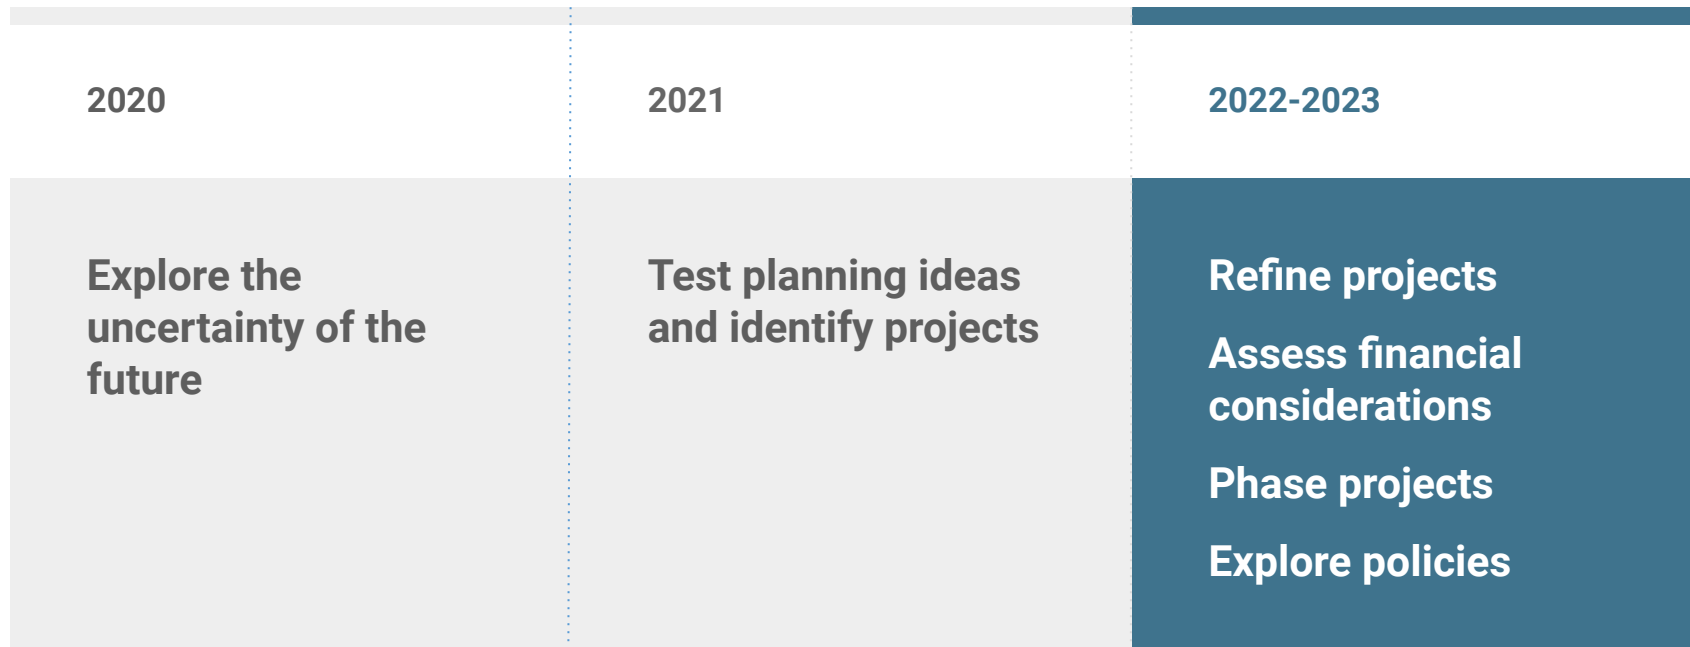 2020
Explore the
uncertainty of the
future
2021
Test planning ideas
and identify projects
2022-2023
Refine projects
Assess financial
considerations
Phase projects
Explore policies